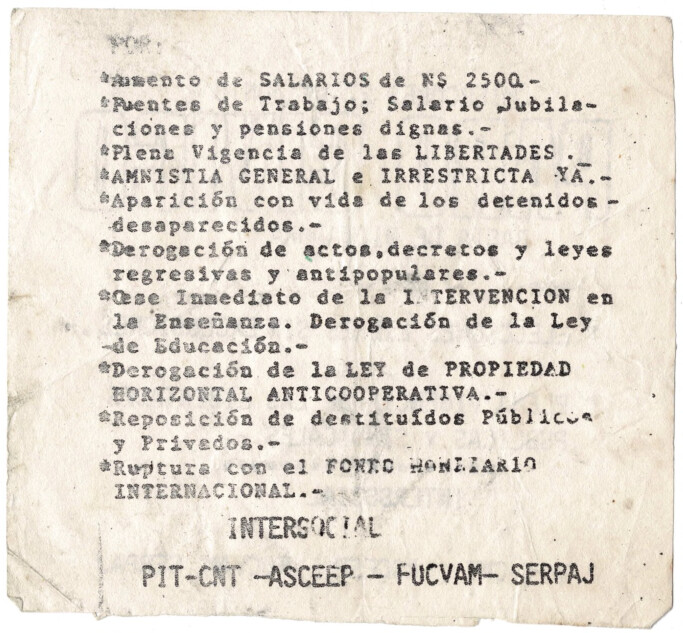 POR:
*Aumento de SALARIOS de N$ 2500.-
*Fuentes de Trabajo; Salario,Jubila-
ciones y pensiones dignas.-
*Plena Vigencia de las LIBERTADES.-
*AMNISTIA GENERAL e IRRESTRICTA YA.-
*Aparición con vida de los detenidos-
desaparecidos.-
*Derogación de actos,decretos y leyes
regresivas y antipopulares.-
*Cese Inmediato de la INTERVENCION en
la Enseñanza. Derogación de la Ley
de Educación.-
*Derogación de la LEY de PROPIEDAD
HORIZONTAL ANTICOOPERATIVA.-
*Reposición de destituídos Públicos
y Privados.-
*Ruptura con el FONDO MONETARIO
INTERNACIONAL.-
INTERSOCIAL
PIT-CNT -ASCEEP - FUCVAM- SERPAJ